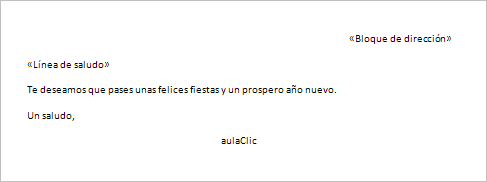 «Bloque de dirección»
«Línea de saludo»
Te deseamos que pases unas felices fiestas y un prospero año nuevo.
Un saludo,
aulaClic